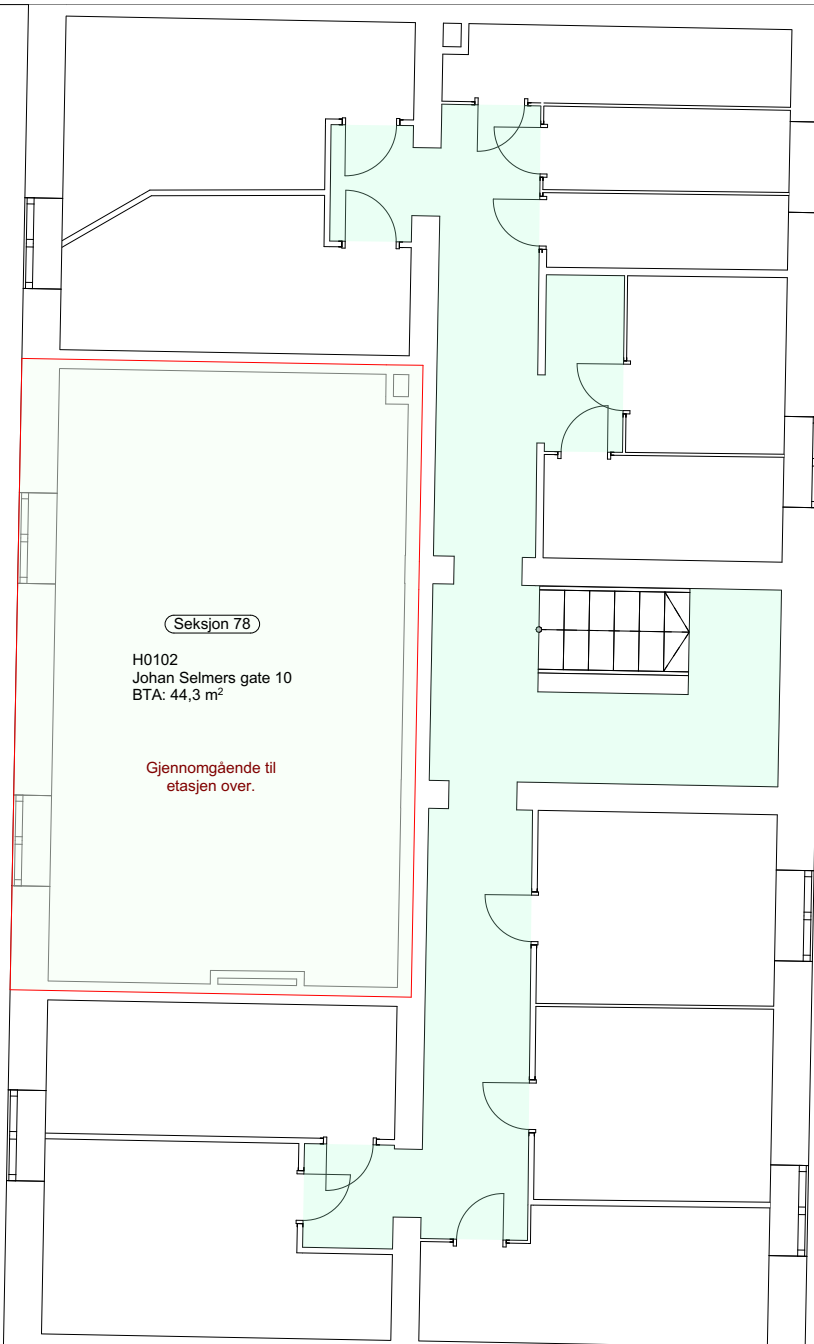 Seksjon 78
H0102
Johan Selmers gate 10
BTA: 44,3 m²
Gjennomgående til
etasjen over.